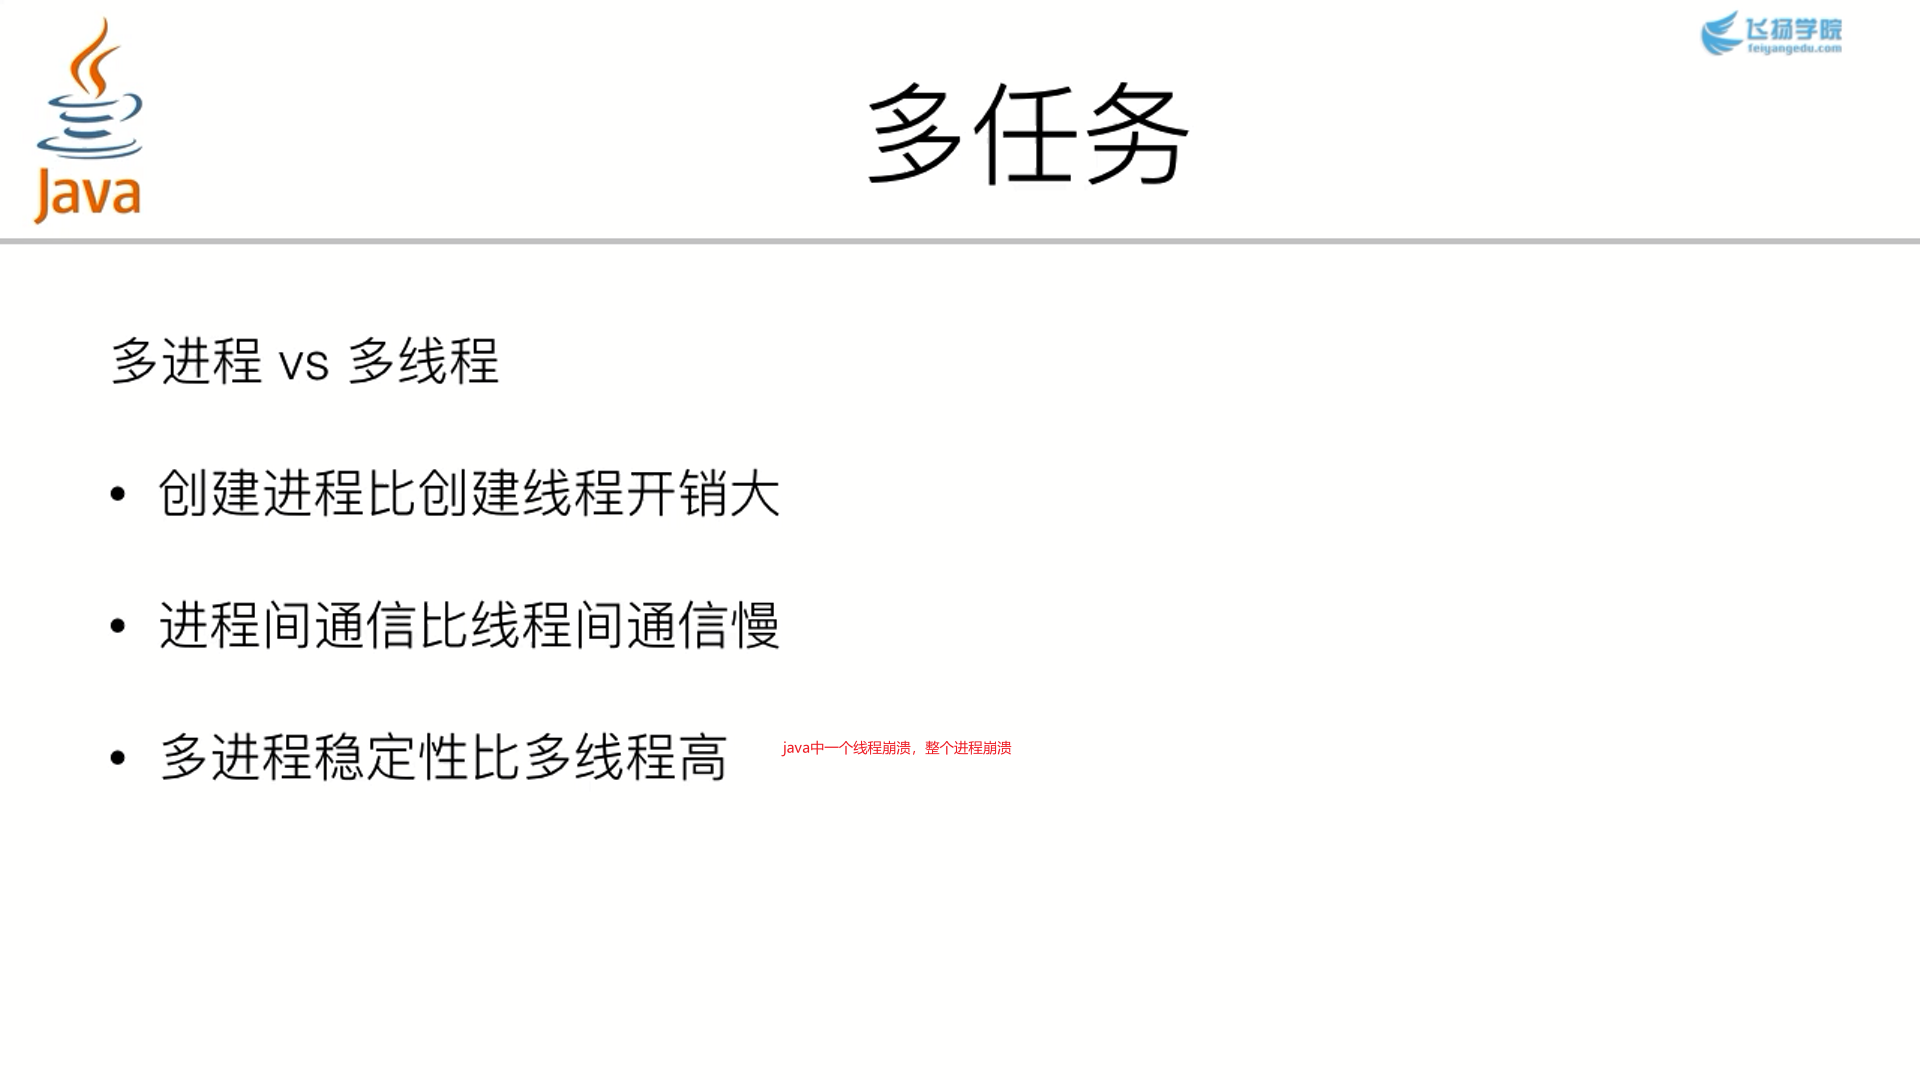 Java
飞扬学院
feiyangedu.com
多任务
多进程 vs 多线程
• 创建进程比创建线程开销大
• 进程间通信比线程间通信慢
• 多进程稳定性比多线程高
java中一个线程崩溃，整个进程崩溃